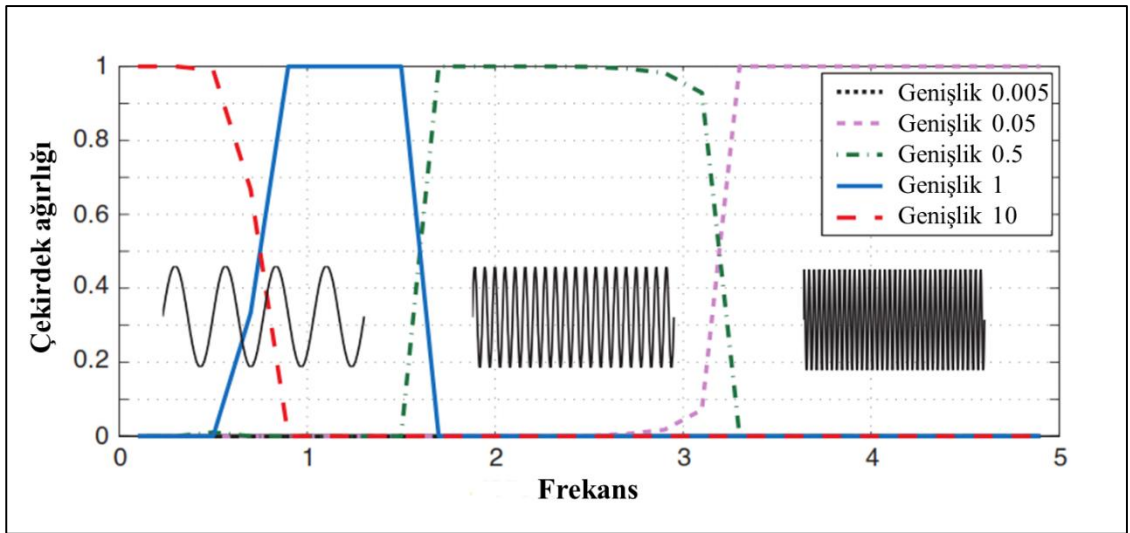 Çekirdek ağırlığı
1
0.8
0.6
0.4
0.2
0
0 1 2 3 4 5
Frekans
Genişlik 0.005
Genişlik 0.05
Genişlik 0.5
Genişlik 1
Genişlik 10